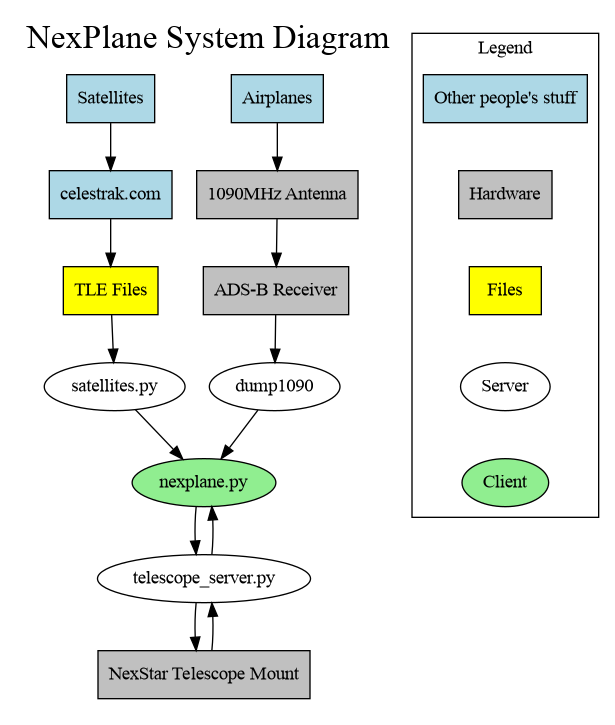 NexPlane System Diagram
Satellites
Airplanes
celestrak.com
1090MHz Antenna
TLE Files
ADS-B Receiver
satellites.py
dump1090
nexplane.py
telescope_server.py
NexStar Telescope Mount
Legend
Other people's stuff
Hardware
Files
Server
Client